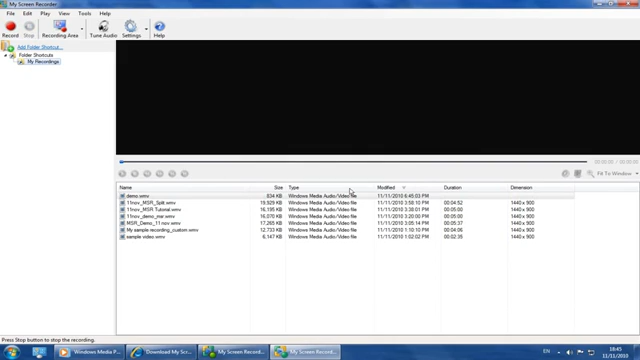 My Screen Recorder
File Edit Play View Tools Help
Record Stop Recording Area Tune Audio Settings Help
Add Folder Shortcut...
Folder Shortcuts
My Recordings
00:00:00 / 00:00:00
Fit To Window
Name Size Type Modified Duration Dimension
demo.wmv 834 KB Windows Media Audio/Video file 11/11/2010 6:45:03 PM
11nov_MSR_Split.wmv 19,929 KB Windows Media Audio/Video file 11/11/2010 3:58:10 PM 00:04:52 1440 x 900
11nov_MSR Tutorial.wmv 16,195 KB Windows Media Audio/Video file 11/11/2010 3:38:03 PM 00:05:00 1440 x 900
11nov_demo_msr.wmv 16,070 KB Windows Media Audio/Video file 11/11/2010 3:20:00 PM 1440 x 900
MSR_Demo_11nov.wmv 17,265 KB Windows Media Audio/Video file 11/11/2010 3:05:14 PM 00:05:37 1440 x 900
My sample recording_custom.wmv 12,733 KB Windows Media Audio/Video file 11/11/2010 1:10:10 PM 00:04:06 1440 x 900
sample video.wmv 6,147 KB Windows Media Audio/Video file 11/11/2010 1:02:02 PM 00:02:35 1440 x 900
Press Stop button to stop the recording.
Windows Media P... Download My Scr... My Screen Record... My Screen Record... EN 18:45
11/11/2010